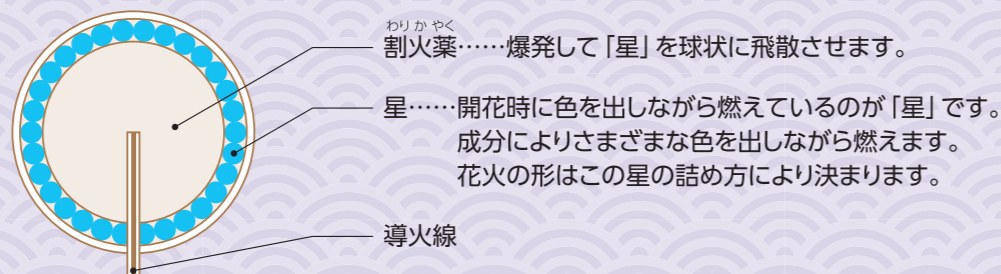 わりかやく
割火薬……爆発して「星」を球状に飛散させます。
星……開花時に色を出しながら燃えているのが「星」です。
成分によりさまざまな色を出しながら燃えます。
花火の形はこの星の詰め方により決まります。
導火線